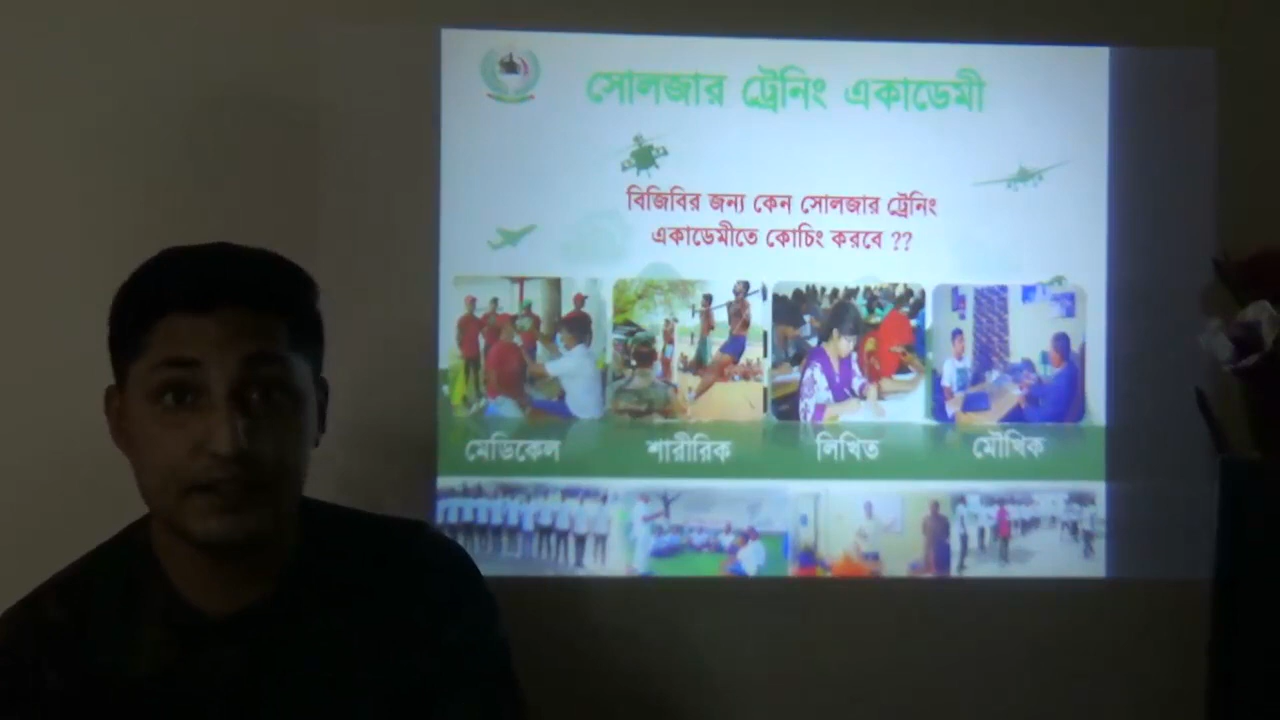 সোলজার ট্রেনিং একাডেমী
বিজিবির জন্য কেন সোলজার ট্রেনিং
একাডেমীতে কোচিং করবে ??
মেডিকেল শারীরিক লিখিত মৌখিক